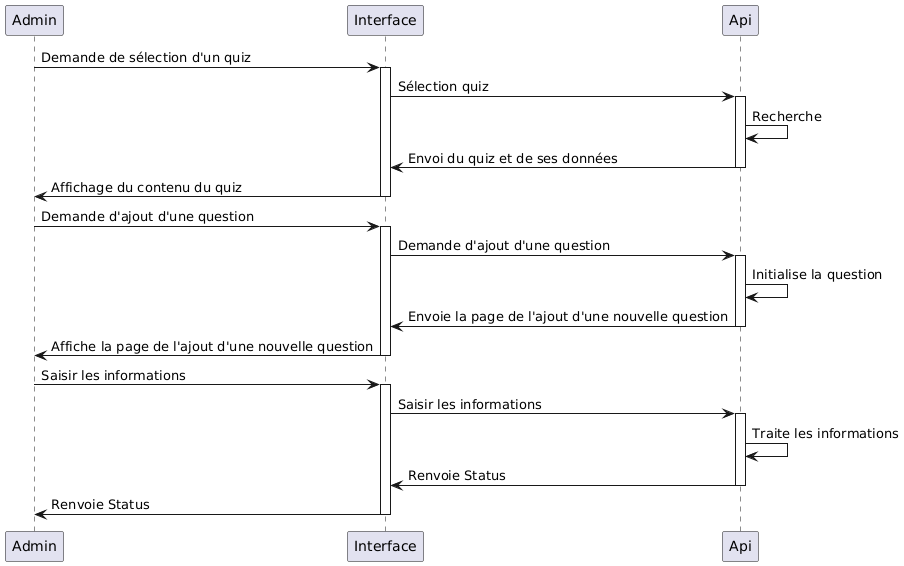 Admin
Interface
Api
Demande de sélection d'un quiz
Sélection quiz
Recherche
Envoi du quiz et de ses données
Affichage du contenu du quiz
Demande d'ajout d'une question
Demande d'ajout d'une question
Initialise la question
Envoie la page de l'ajout d'une nouvelle question
Affiche la page de l'ajout d'une nouvelle question
Saisir les informations
Saisir les informations
Traite les informations
Renvoie Status
Renvoie Status
Admin
Interface
Api